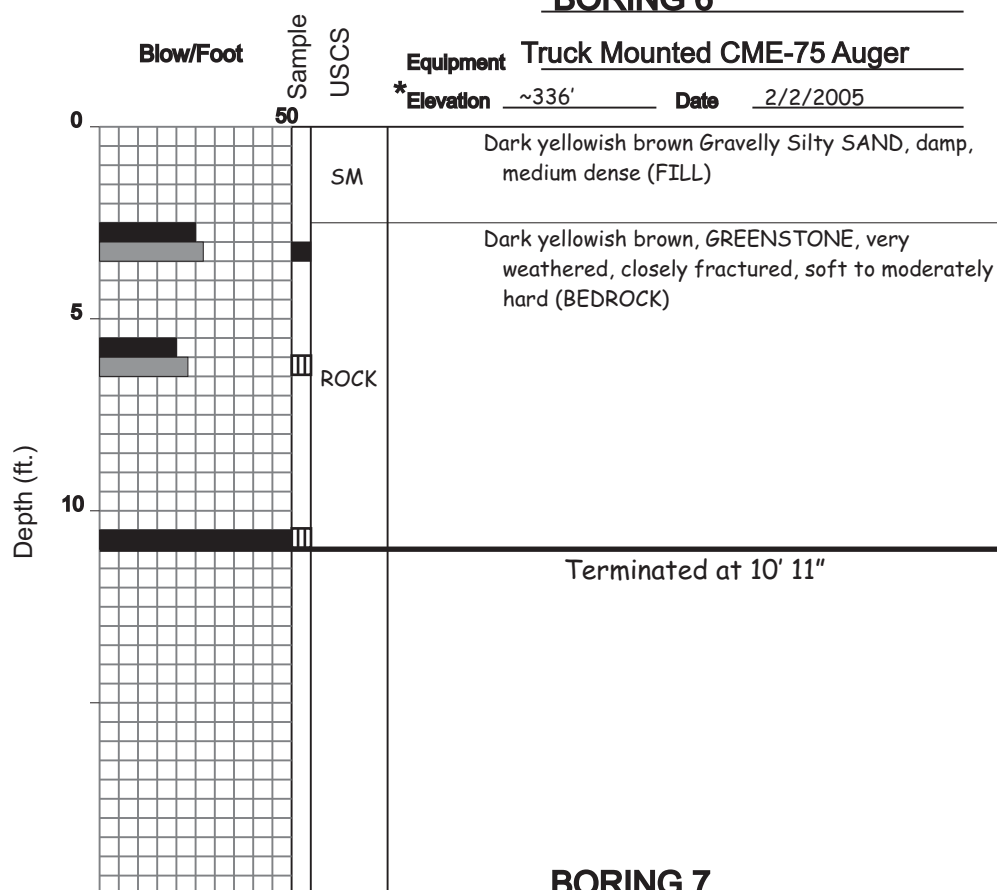 BORING 6
Blow/Foot
Sample
USCS
Equipment Truck Mounted CME-75 Auger
*Elevation ~336' Date 2/2/2005
50
0
Dark yellowish brown Gravelly Silty SAND, damp,
medium dense (FILL)
SM
Dark yellowish brown, GREENSTONE, very
weathered, closely fractured, soft to moderately
hard (BEDROCK)
5
ROCK
Depth (ft.)
10
Terminated at 10' 11"
BORING 7